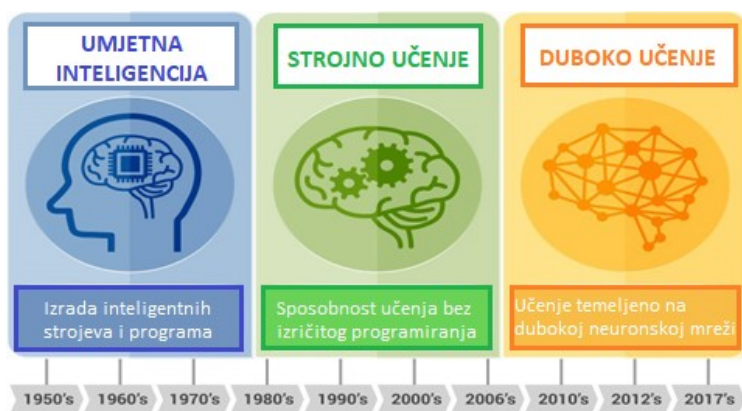 UMJETNA
INTELIGENCIJA
STROJNO UČENJE
DUBOKO UČENJE
Izrada inteligentnih
strojeva i programa
Sposobnost učenja bez
izričitog programiranja
Učenje temeljeno na
dubokoj neuronskoj mreži
1950's 1960's 1970's 1980's 1990's 2000's 2006's 2010's 2012's 2017's